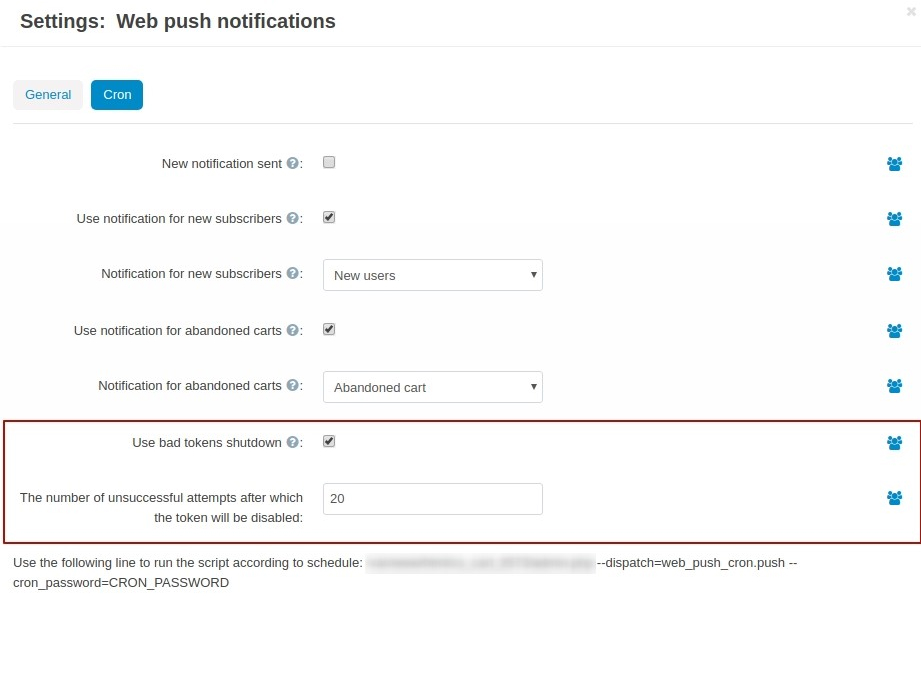 Settings: Web push notifications
General
Cron
New notification sent ?:
Use notification for new subscribers ?:
Notification for new subscribers ?:
New users
Use notification for abandoned carts ?:
Notification for abandoned carts ?:
Abandoned cart
Use bad tokens shutdown ?:
The number of unsuccessful attempts after which
the token will be disabled:
20
Use the following line to run the script according to schedule: --dispatch=web_push_cron.push --
cron_password=CRON_PASSWORD